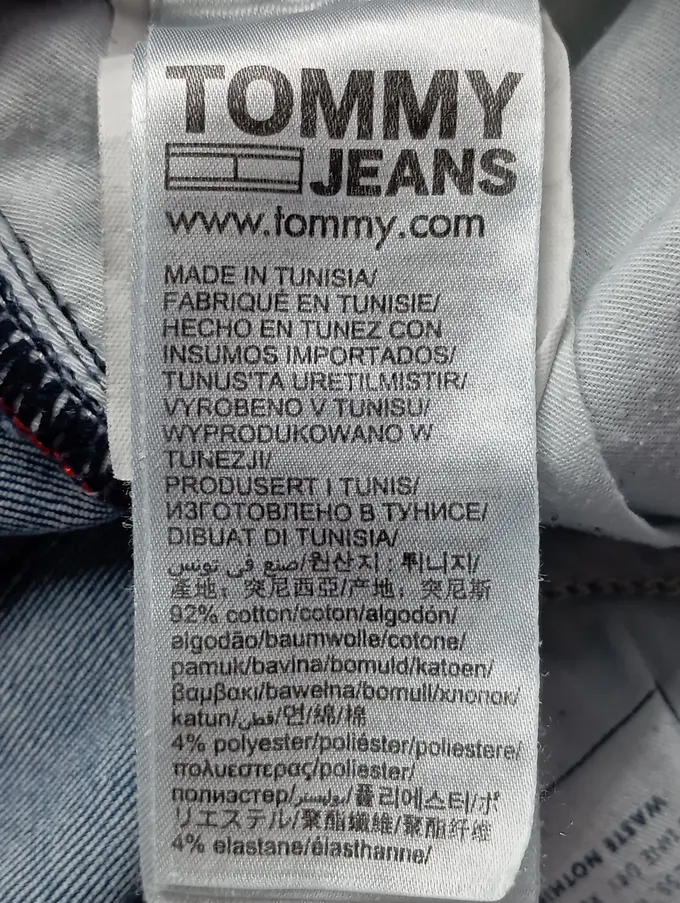 TOMMY
JEANS
www.tommy.com
MADE IN TUNISIA/
FABRIQUÉ EN TUNISIE/
HECHO EN TUNEZ CON
INSUMOS IMPORTADOS/
TUNUS'TA URETILMISTIR/
VYROBENO V TUNISU/
WYPRODUKOWANO W
TUNEZJI/
PRODUSERT I TUNIS/
ИЗГОТОВЛЕНО В ТУНИСЕ/
DIBUAT DI TUNISIA/
صنع في تونس/원산지 : 튀니지/
產地：突尼西亞/产地：突尼斯
92% cotton/coton/algodón/
algodão/baumwolle/cotone/
pamuk/bavlna/bomuld/katoen/
βαμβακι/bawełna/bomull/хлопок/
katun/قطن/면/綿/棉
4% polyester/poliéster/poliestere/
πολυεστερας/poliester/
полиэстер/بوليستر/폴리에스터/ポ
リエステル/聚酯纖維/聚酯纤维
4% elastane/élasthanne/
WASTE NOTHIN